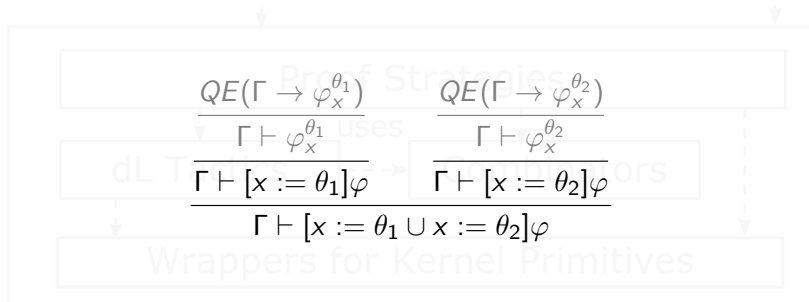 Proof Strategies
QE(Γ → φ_x^{θ_1}) QE(Γ → φ_x^{θ_2})
Γ ⊢ φ_x^{θ_1} uses Γ ⊢ φ_x^{θ_2}
dL Tactics Combinators
Γ ⊢ [x := θ_1]φ Γ ⊢ [x := θ_2]φ
Γ ⊢ [x := θ_1 ∪ x := θ_2]φ
Wrappers for Kernel Primitives